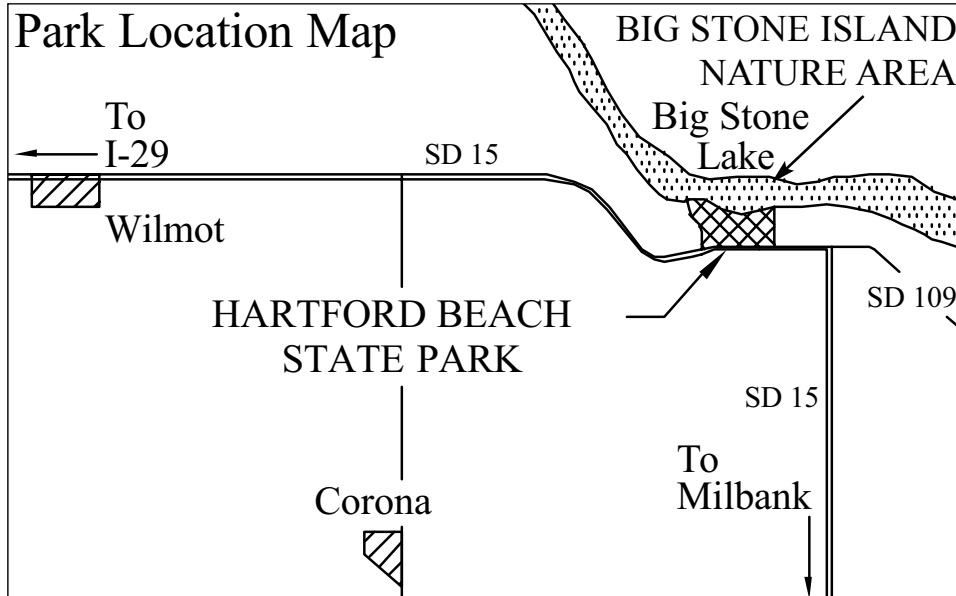 Park Location Map
BIG STONE ISLAND
NATURE AREA
To
I-29
SD 15
Big Stone
Lake
Wilmot
HARTFORD BEACH
STATE PARK
SD 109
SD 15
To
Milbank
Corona